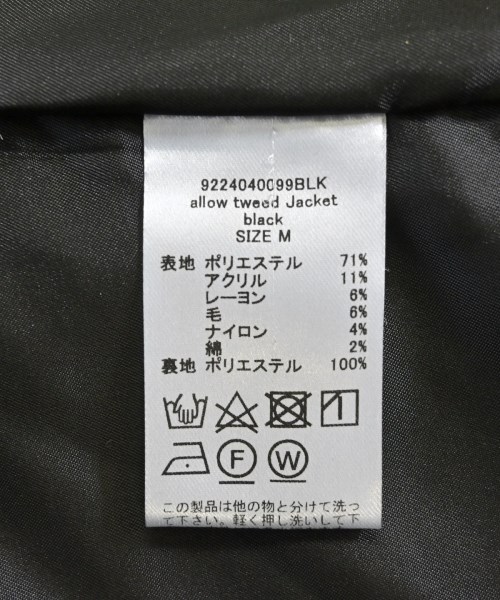 9224040099BLK
allow tweed Jacket
black
SIZE M
表地 ポリエステル 71%
アクリル 11%
レーヨン 6%
毛 6%
ナイロン 4%
綿 2%
裏地 ポリエステル 100%
F W
この製品は他の物と分けて洗っ
て下さい。軽く押し洗いして下